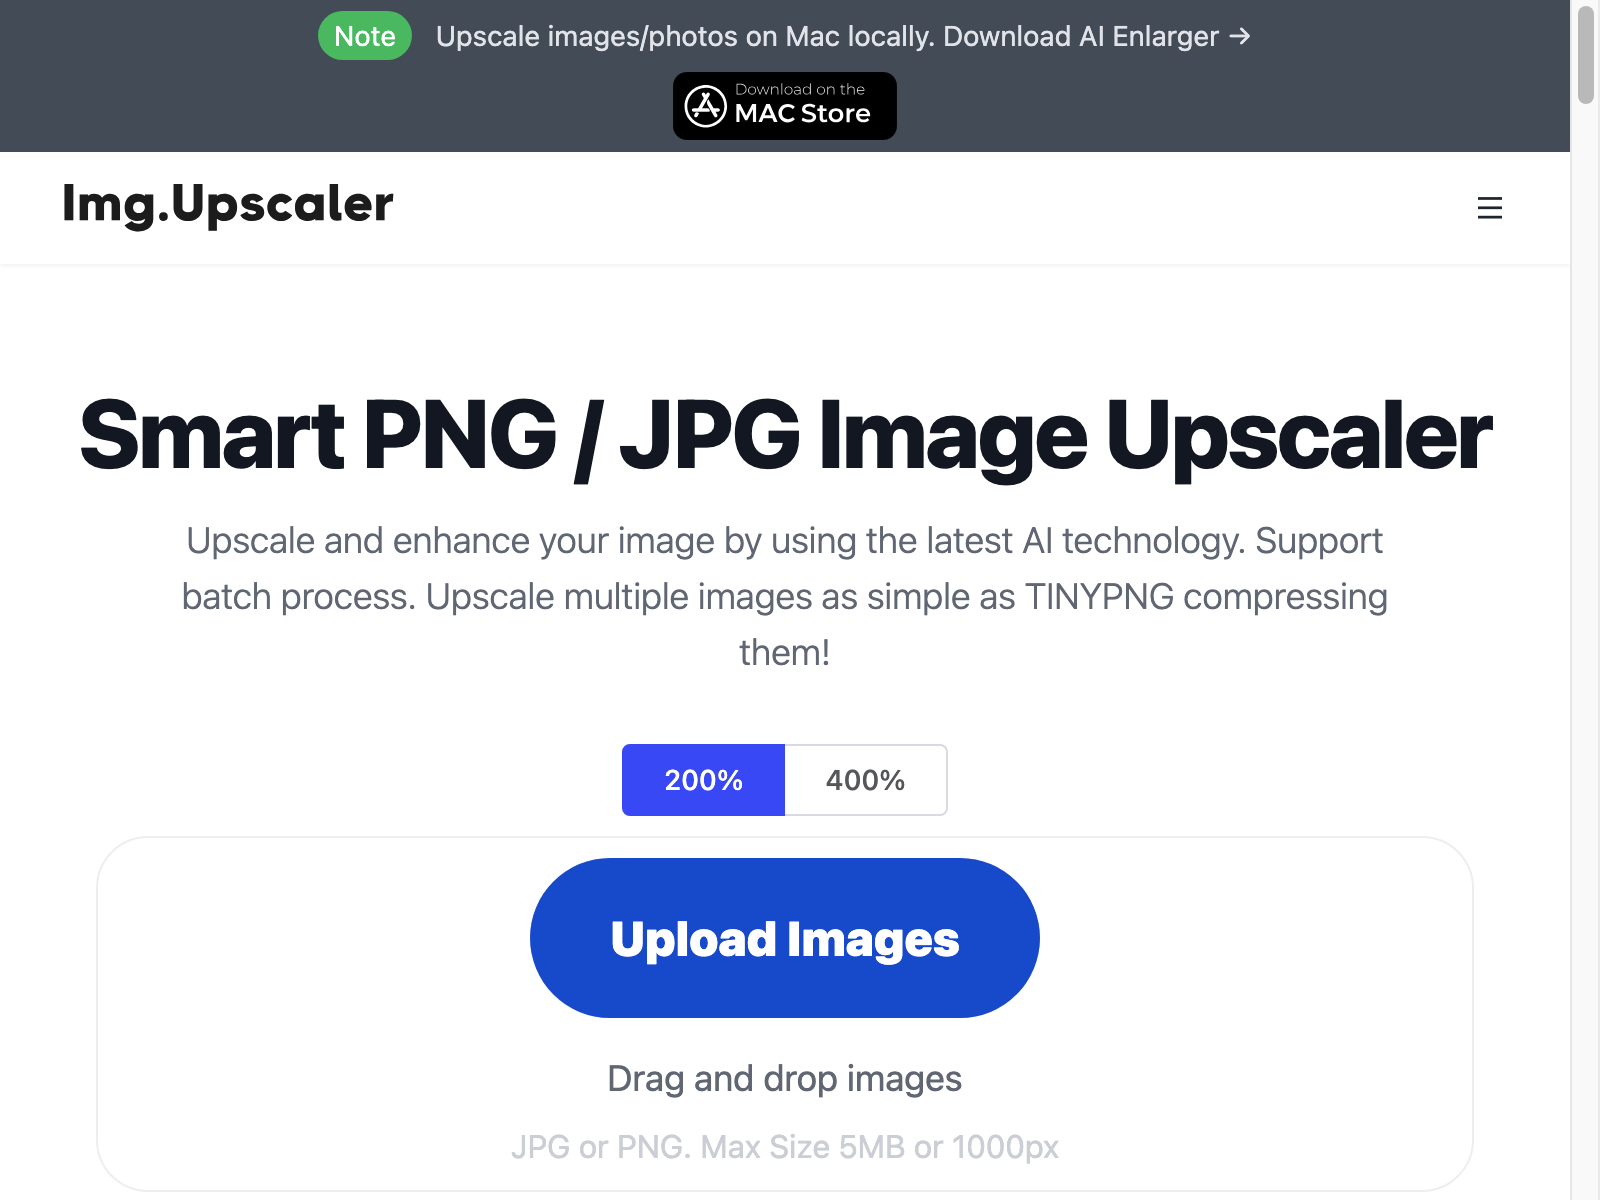 Note Upscale images/photos on Mac locally. Download AI Enlarger →
Download on the
MAC Store
Img.Upscaler
Smart PNG / JPG Image Upscaler
Upscale and enhance your image by using the latest AI technology. Support
batch process. Upscale multiple images as simple as TINYPNG compressing
them!
200% 400%
Upload Images
Drag and drop images
JPG or PNG. Max Size 5MB or 1000px